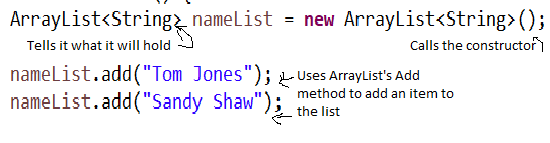 ArrayList<String> nameList = new ArrayList<String>();
Tells it what it will hold
Calls the constructor
nameList.add("Tom Jones");
nameList.add("Sandy Shaw");
Uses ArrayList's Add
method to add an item to
the list